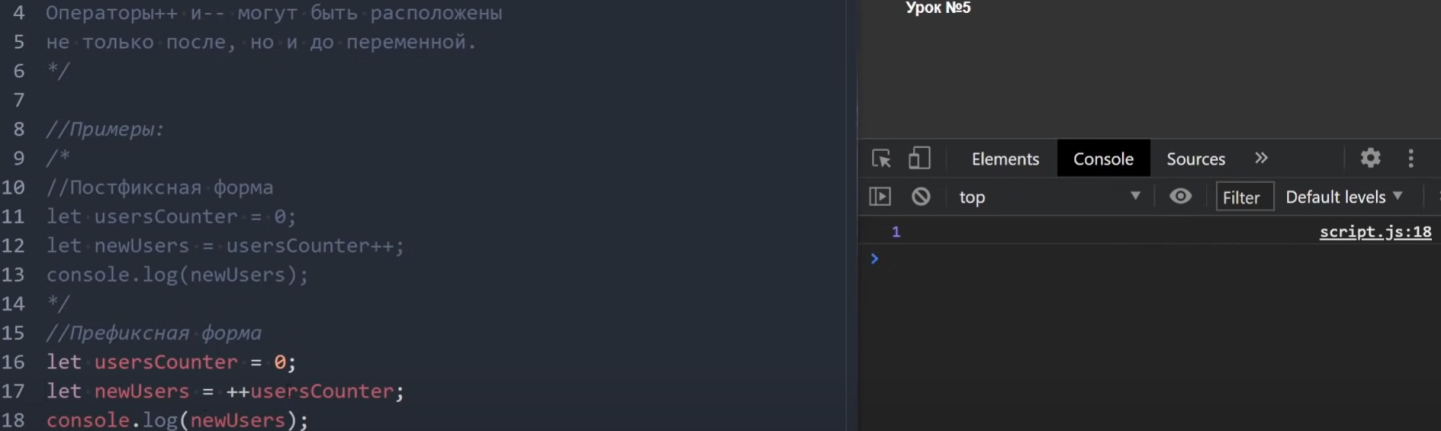 4 Операторы++ и-- могут быть расположены
5 не только после, но и до переменной.
6 */
7
8 //Примеры:
9 /*
10 //Постфиксная форма
11 let usersCounter = 0;
12 let newUsers = usersCounter++;
13 console.log(newUsers);
14 */
15 //Префиксная форма
16 let usersCounter = 0;
17 let newUsers = ++usersCounter;
18 console.log(newUsers);
Урок №5
Elements Console Sources »
top Filter Default levels
1 script.js:18
>